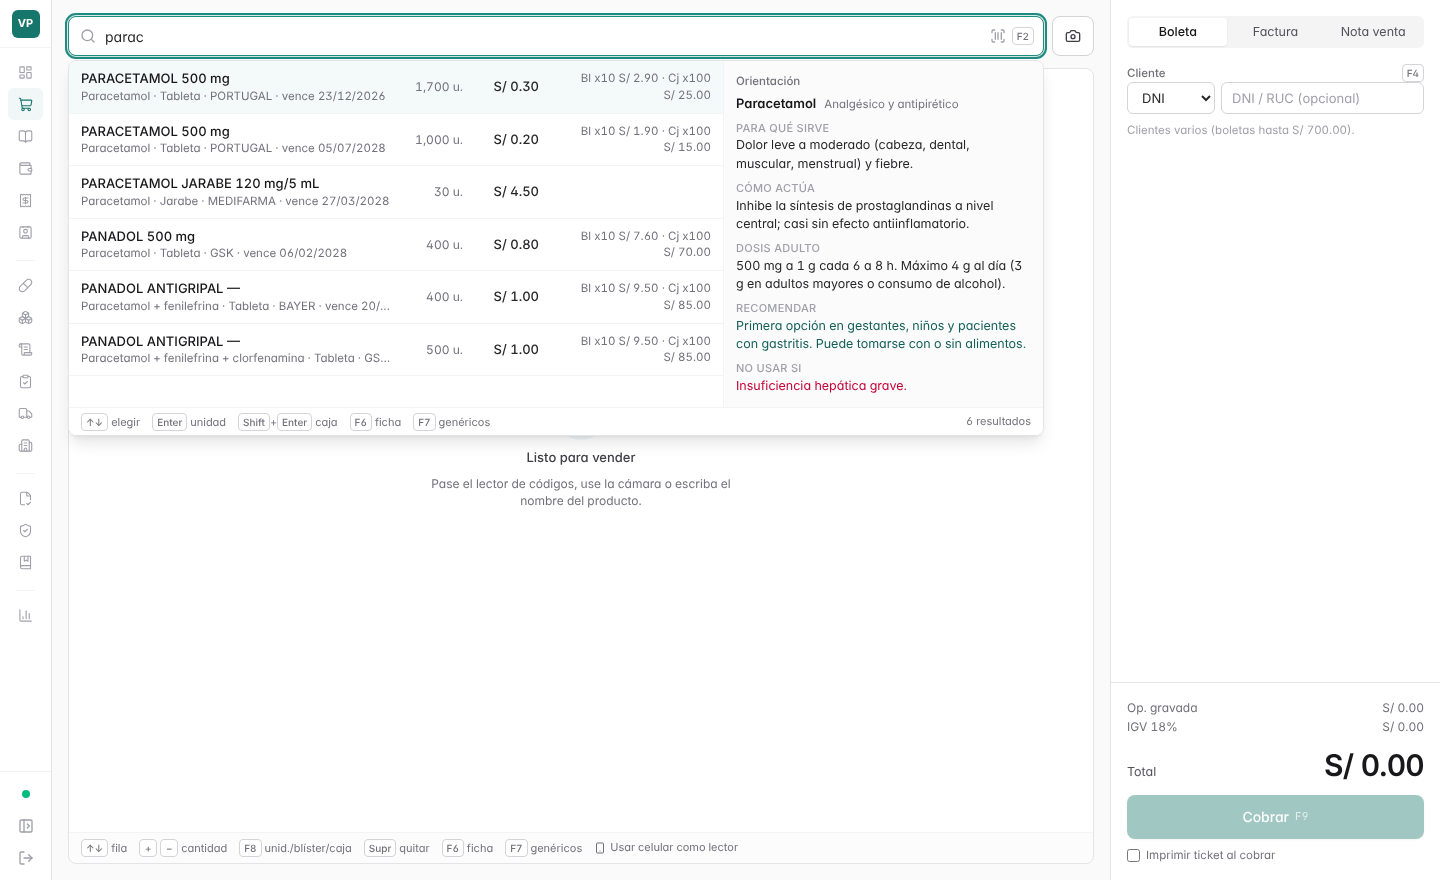 VP
parac
F2
PARACETAMOL 500 mg
Paracetamol · Tableta · PORTUGAL · vence 23/12/2026
1,700 u.
S/ 0.30
Bl x10 S/ 2.90 · Cj x100
S/ 25.00
PARACETAMOL 500 mg
Paracetamol · Tableta · PORTUGAL · vence 05/07/2028
1,000 u.
S/ 0.20
Bl x10 S/ 1.90 · Cj x100
S/ 15.00
PARACETAMOL JARABE 120 mg/5 mL
Paracetamol · Jarabe · MEDIFARMA · vence 27/03/2028
30 u.
S/ 4.50
PANADOL 500 mg
Paracetamol · Tableta · GSK · vence 06/02/2028
400 u.
S/ 0.80
Bl x10 S/ 7.60 · Cj x100
S/ 70.00
PANADOL ANTIGRIPAL —
Paracetamol + fenilefrina · Tableta · BAYER · vence 20/...
400 u.
S/ 1.00
Bl x10 S/ 9.50 · Cj x100
S/ 85.00
PANADOL ANTIGRIPAL —
Paracetamol + fenilefrina + clorfenamina · Tableta · GS...
500 u.
S/ 1.00
Bl x10 S/ 9.50 · Cj x100
S/ 85.00
Orientación
Paracetamol Analgésico y antipirético
PARA QUÉ SIRVE
Dolor leve a moderado (cabeza, dental,
muscular, menstrual) y fiebre.
CÓMO ACTÚA
Inhibe la síntesis de prostaglandinas a nivel
central; casi sin efecto antiinflamatorio.
DOSIS ADULTO
500 mg a 1 g cada 6 a 8 h. Máximo 4 g al día (3
g en adultos mayores o consumo de alcohol).
RECOMENDAR
Primera opción en gestantes, niños y pacientes
con gastritis. Puede tomarse con o sin alimentos.
NO USAR SI
Insuficiencia hepática grave.
↑↓ elegir Enter unidad Shift + Enter caja F6 ficha F7 genéricos
6 resultados
Listo para vender
Pase el lector de códigos, use la cámara o escriba el
nombre del producto.
↑↓ fila + − cantidad F8 unid./blíster/caja Supr quitar F6 ficha F7 genéricos Usar celular como lector
Boleta Factura Nota venta
Cliente F4
DNI DNI / RUC (opcional)
Clientes varios (boletas hasta S/ 700.00).
Op. gravada S/ 0.00
IGV 18% S/ 0.00
Total S/ 0.00
Cobrar F9
Imprimir ticket al cobrar